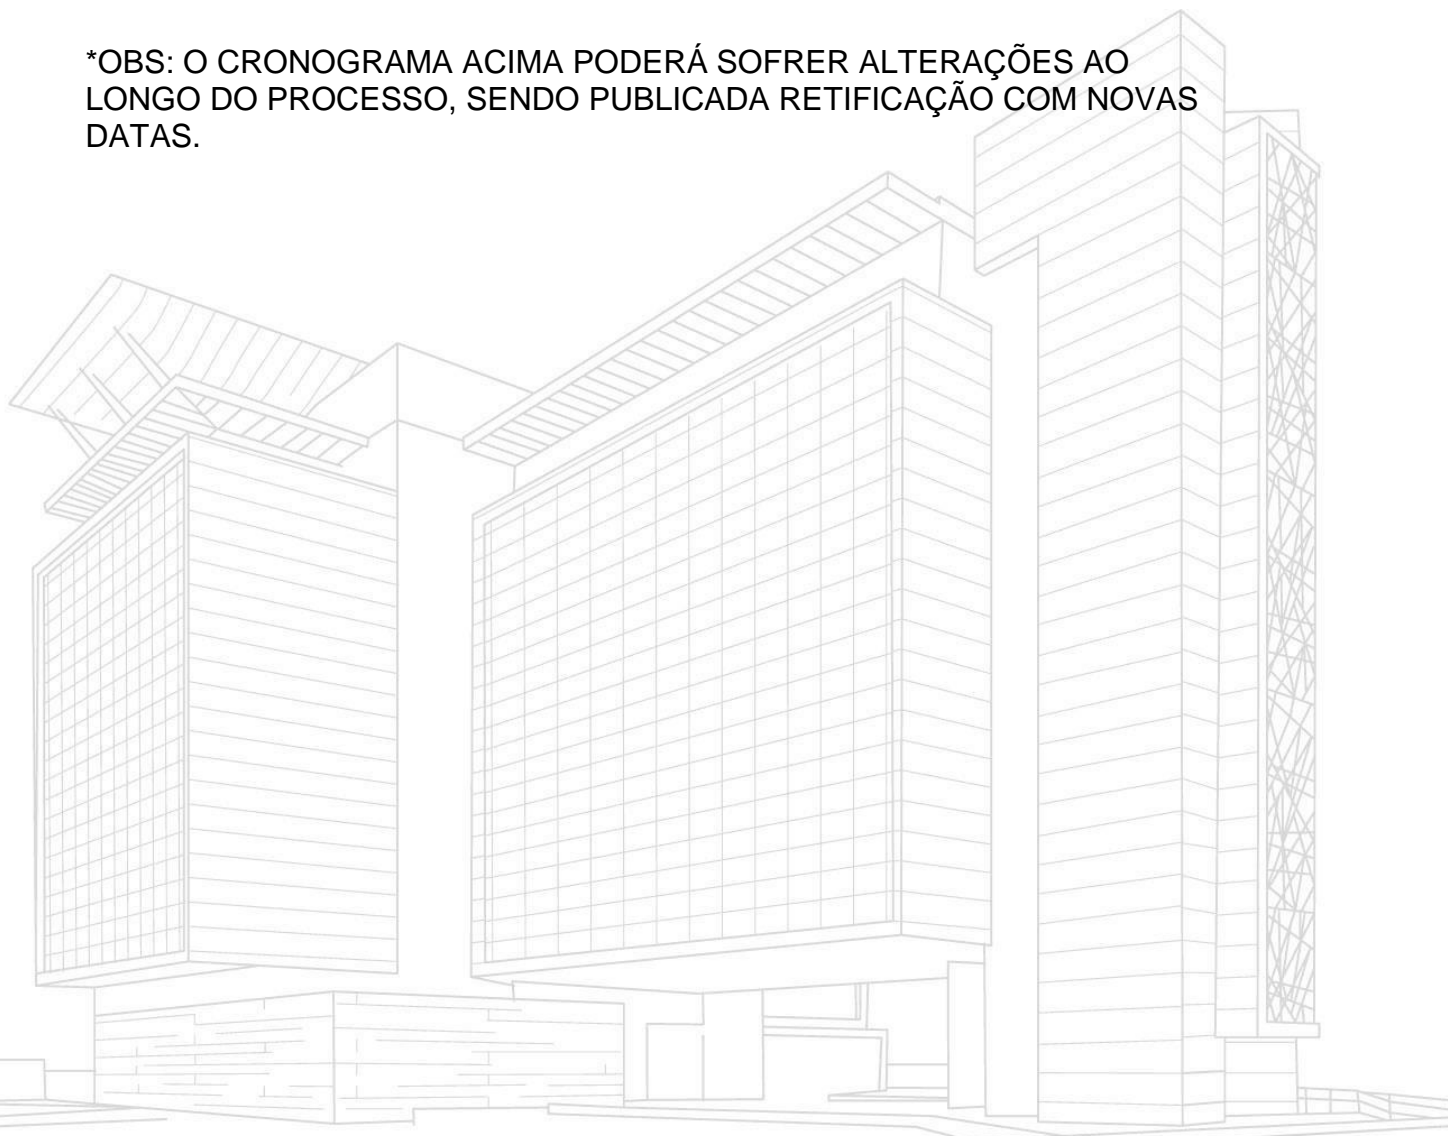 *OBS: O CRONOGRAMA ACIMA PODERÁ SOFRER ALTERAÇÕES AO
LONGO DO PROCESSO, SENDO PUBLICADA RETIFICAÇÃO COM NOVAS
DATAS.